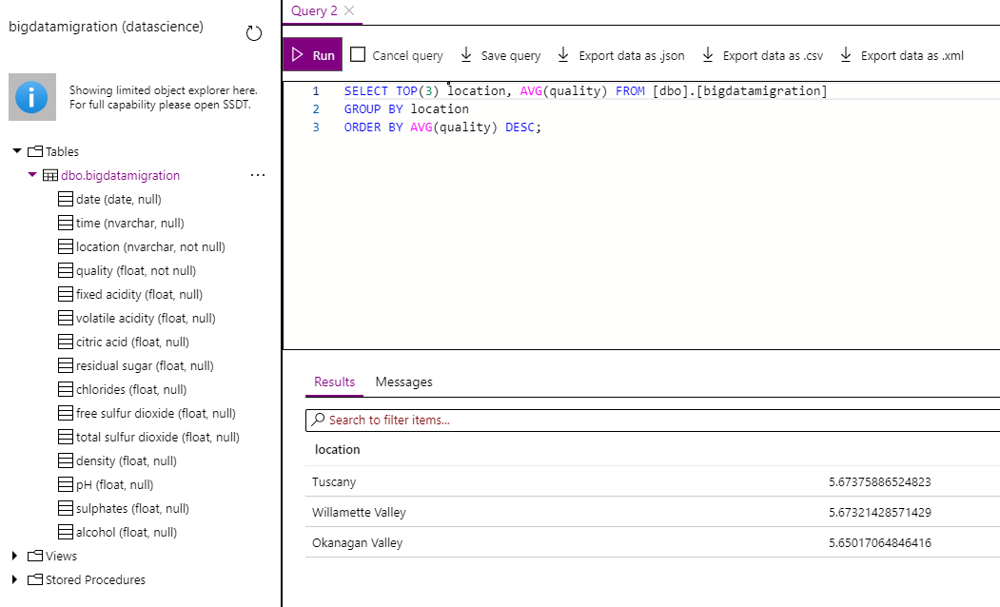 bigdatamigration (datascience)
Showing limited object explorer here.
For full capability please open SSDT.
Tables
dbo.bigdatamigration
...
date (date, null)
time (nvarchar, null)
location (nvarchar, not null)
quality (float, not null)
fixed acidity (float, null)
volatile acidity (float, null)
citric acid (float, null)
residual sugar (float, null)
chlorides (float, null)
free sulfur dioxide (float, null)
total sulfur dioxide (float, null)
density (float, null)
pH (float, null)
sulphates (float, null)
alcohol (float, null)
Views
Stored Procedures
Query 2
Run Cancel query Save query Export data as .json Export data as .csv Export data as .xml
1 SELECT TOP(3) location, AVG(quality) FROM [dbo].[bigdatamigration]
2 GROUP BY location
3 ORDER BY AVG(quality) DESC;
Results Messages
Search to filter items...
location
Tuscany 5.67375886524823
Willamette Valley 5.67321428571429
Okanagan Valley 5.65017064846416